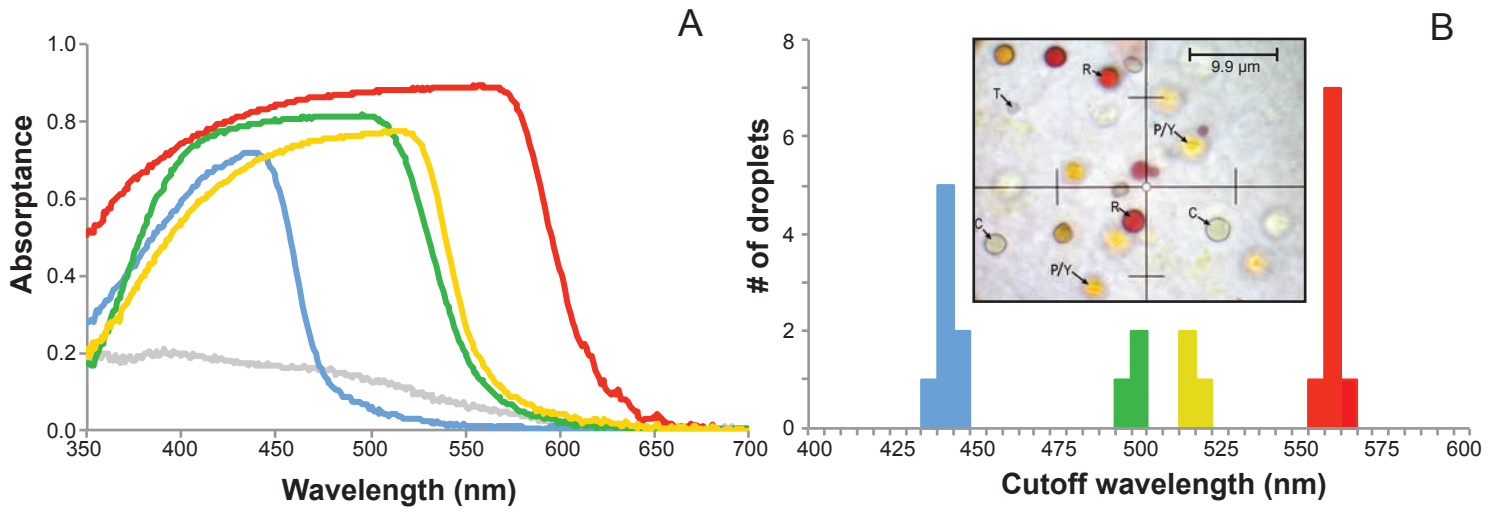 A
1.0
0.8
0.6
0.4
0.2
0.0
Absorptance
350 400 450 500 550 600 650 700
Wavelength (nm)
B
8
6
4
2
0
# of droplets
400 425 450 475 500 525 550 575 600
Cutoff wavelength (nm)
9.9 µm
R
T
P/Y
R
C
C
P/Y